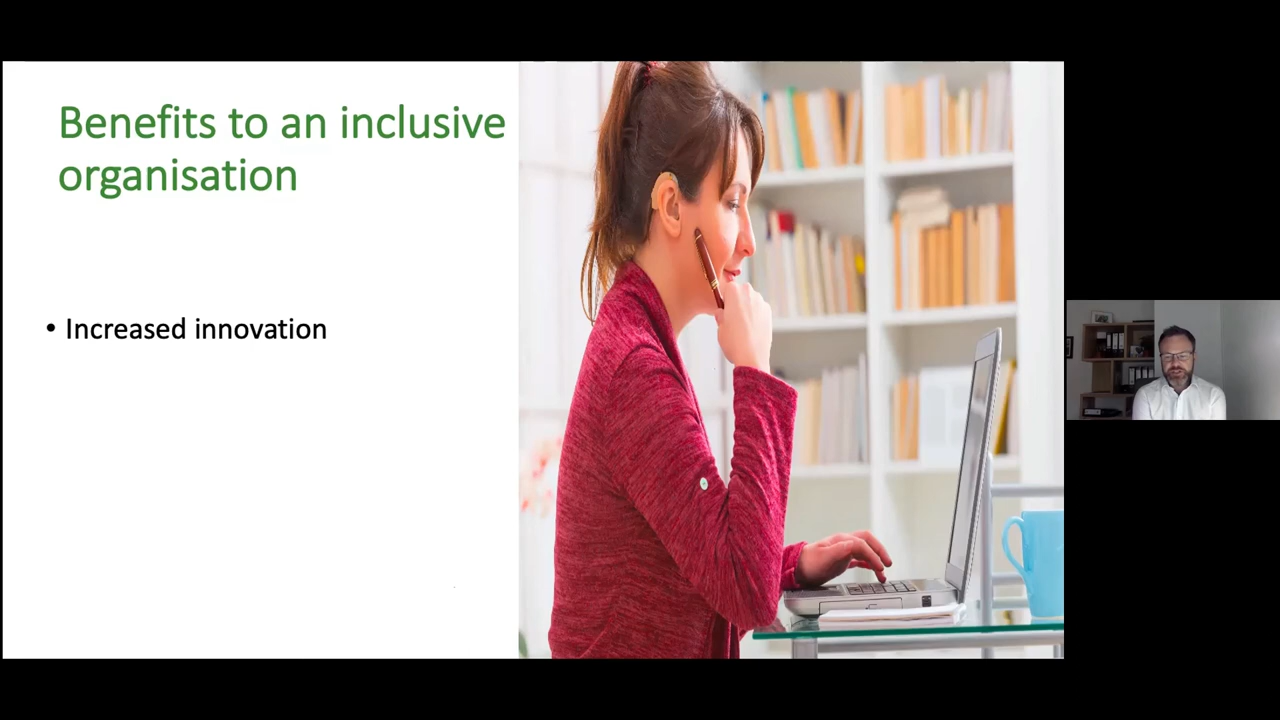 Benefits to an inclusive
organisation
• Increased innovation